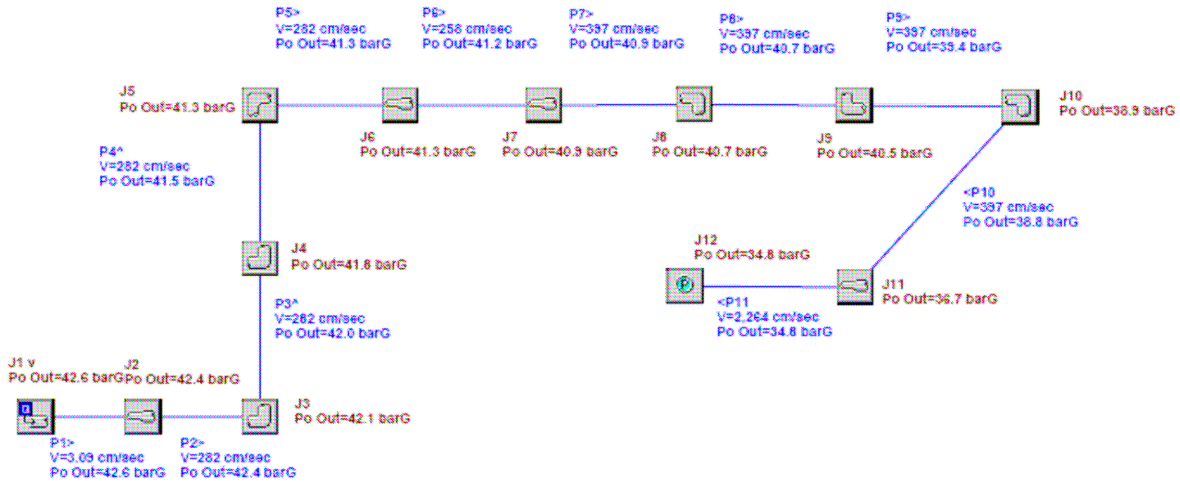 P5>
V=282 cm/sec
Po Out=41.3 barG
P6>
V=258 cm/sec
Po Out=41.2 barG
P7>
V=397 cm/sec
Po Out=40.9 barG
P8>
V=397 cm/sec
Po Out=40.7 barG
P9>
V=397 cm/sec
Po Out=39.4 barG
J5
Po Out=41.3 barG
J6
Po Out=41.3 barG
J7
Po Out=40.9 barG
J8
Po Out=40.7 barG
J9
Po Out=40.5 barG
J10
Po Out=38.9 barG
P4^
V=282 cm/sec
Po Out=41.5 barG
<P10
V=397 cm/sec
Po Out=38.8 barG
J4
Po Out=41.8 barG
J12
Po Out=34.8 barG
P
J11
Po Out=36.7 barG
P3^
V=282 cm/sec
Po Out=42.0 barG
<P11
V=2,264 cm/sec
Po Out=34.8 barG
J1 v
Po Out=42.6 barG
J2
Po Out=42.4 barG
J3
Po Out=42.1 barG
P1>
V=3.09 cm/sec
Po Out=42.6 barG
P2>
V=282 cm/sec
Po Out=42.4 barG